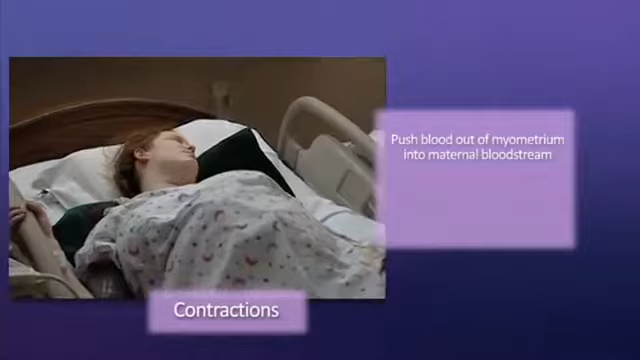 Push blood out of myometrium
into maternal bloodstream
Contractions